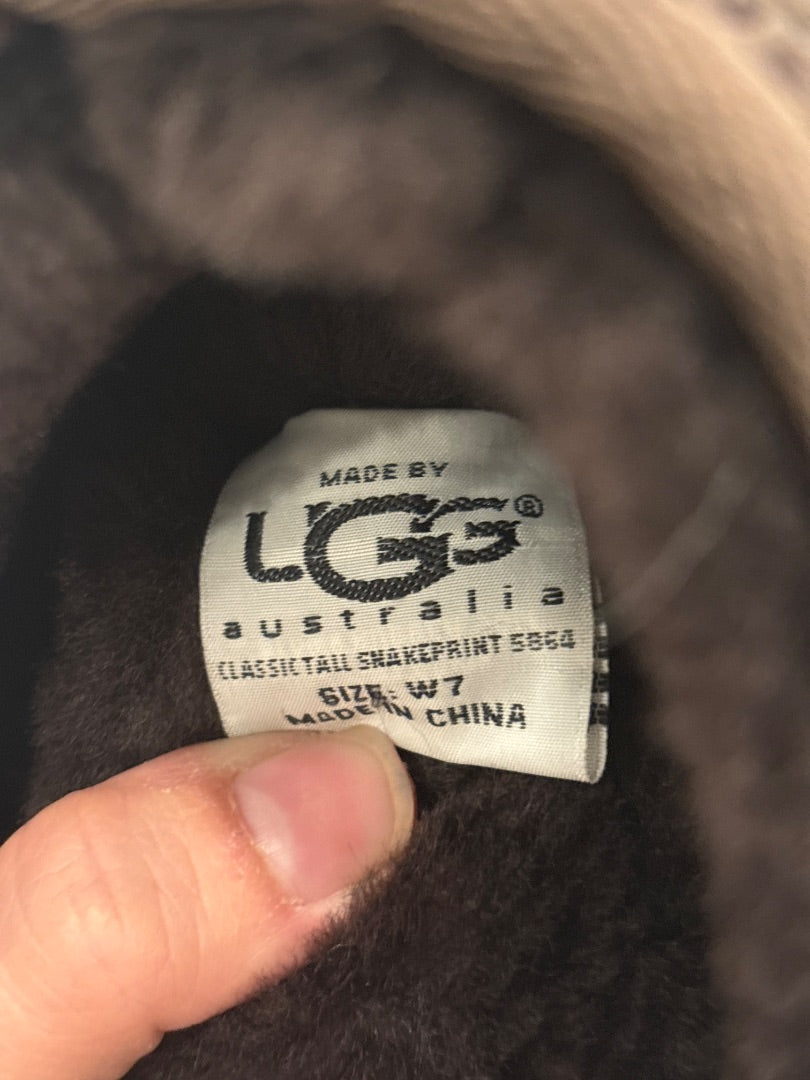 MADE BY
UGG®
australia
CLASSIC TALL SNAKEPRINT 5864
SIZE: W7
MADE IN CHINA